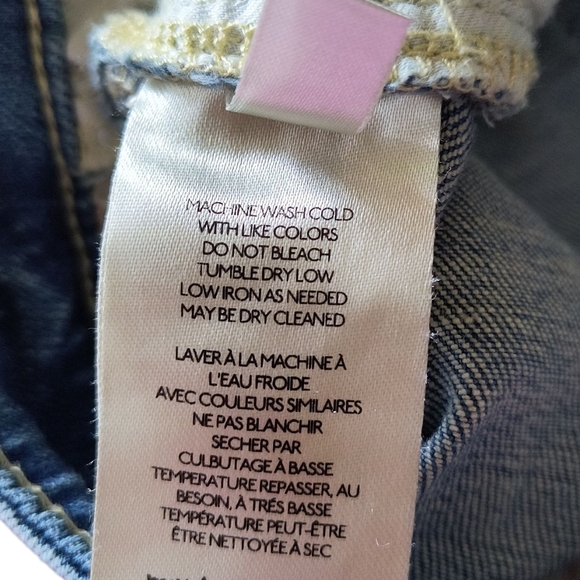 MACHINE WASH COLD
WITH LIKE COLORS
DO NOT BLEACH
TUMBLE DRY LOW
LOW IRON AS NEEDED
MAY BE DRY CLEANED
LAVER À LA MACHINE À
L'EAU FROIDE
AVEC COULEURS SIMILAIRES
NE PAS BLANCHIR
SECHER PAR
CULBUTAGE À BASSE
TEMPERATURE REPASSER, AU
BESOIN, À TRÉS BASSE
TEMPÉRATURE PEUT-ÊTRE
ÊTRE NETTOYÉE À SEC